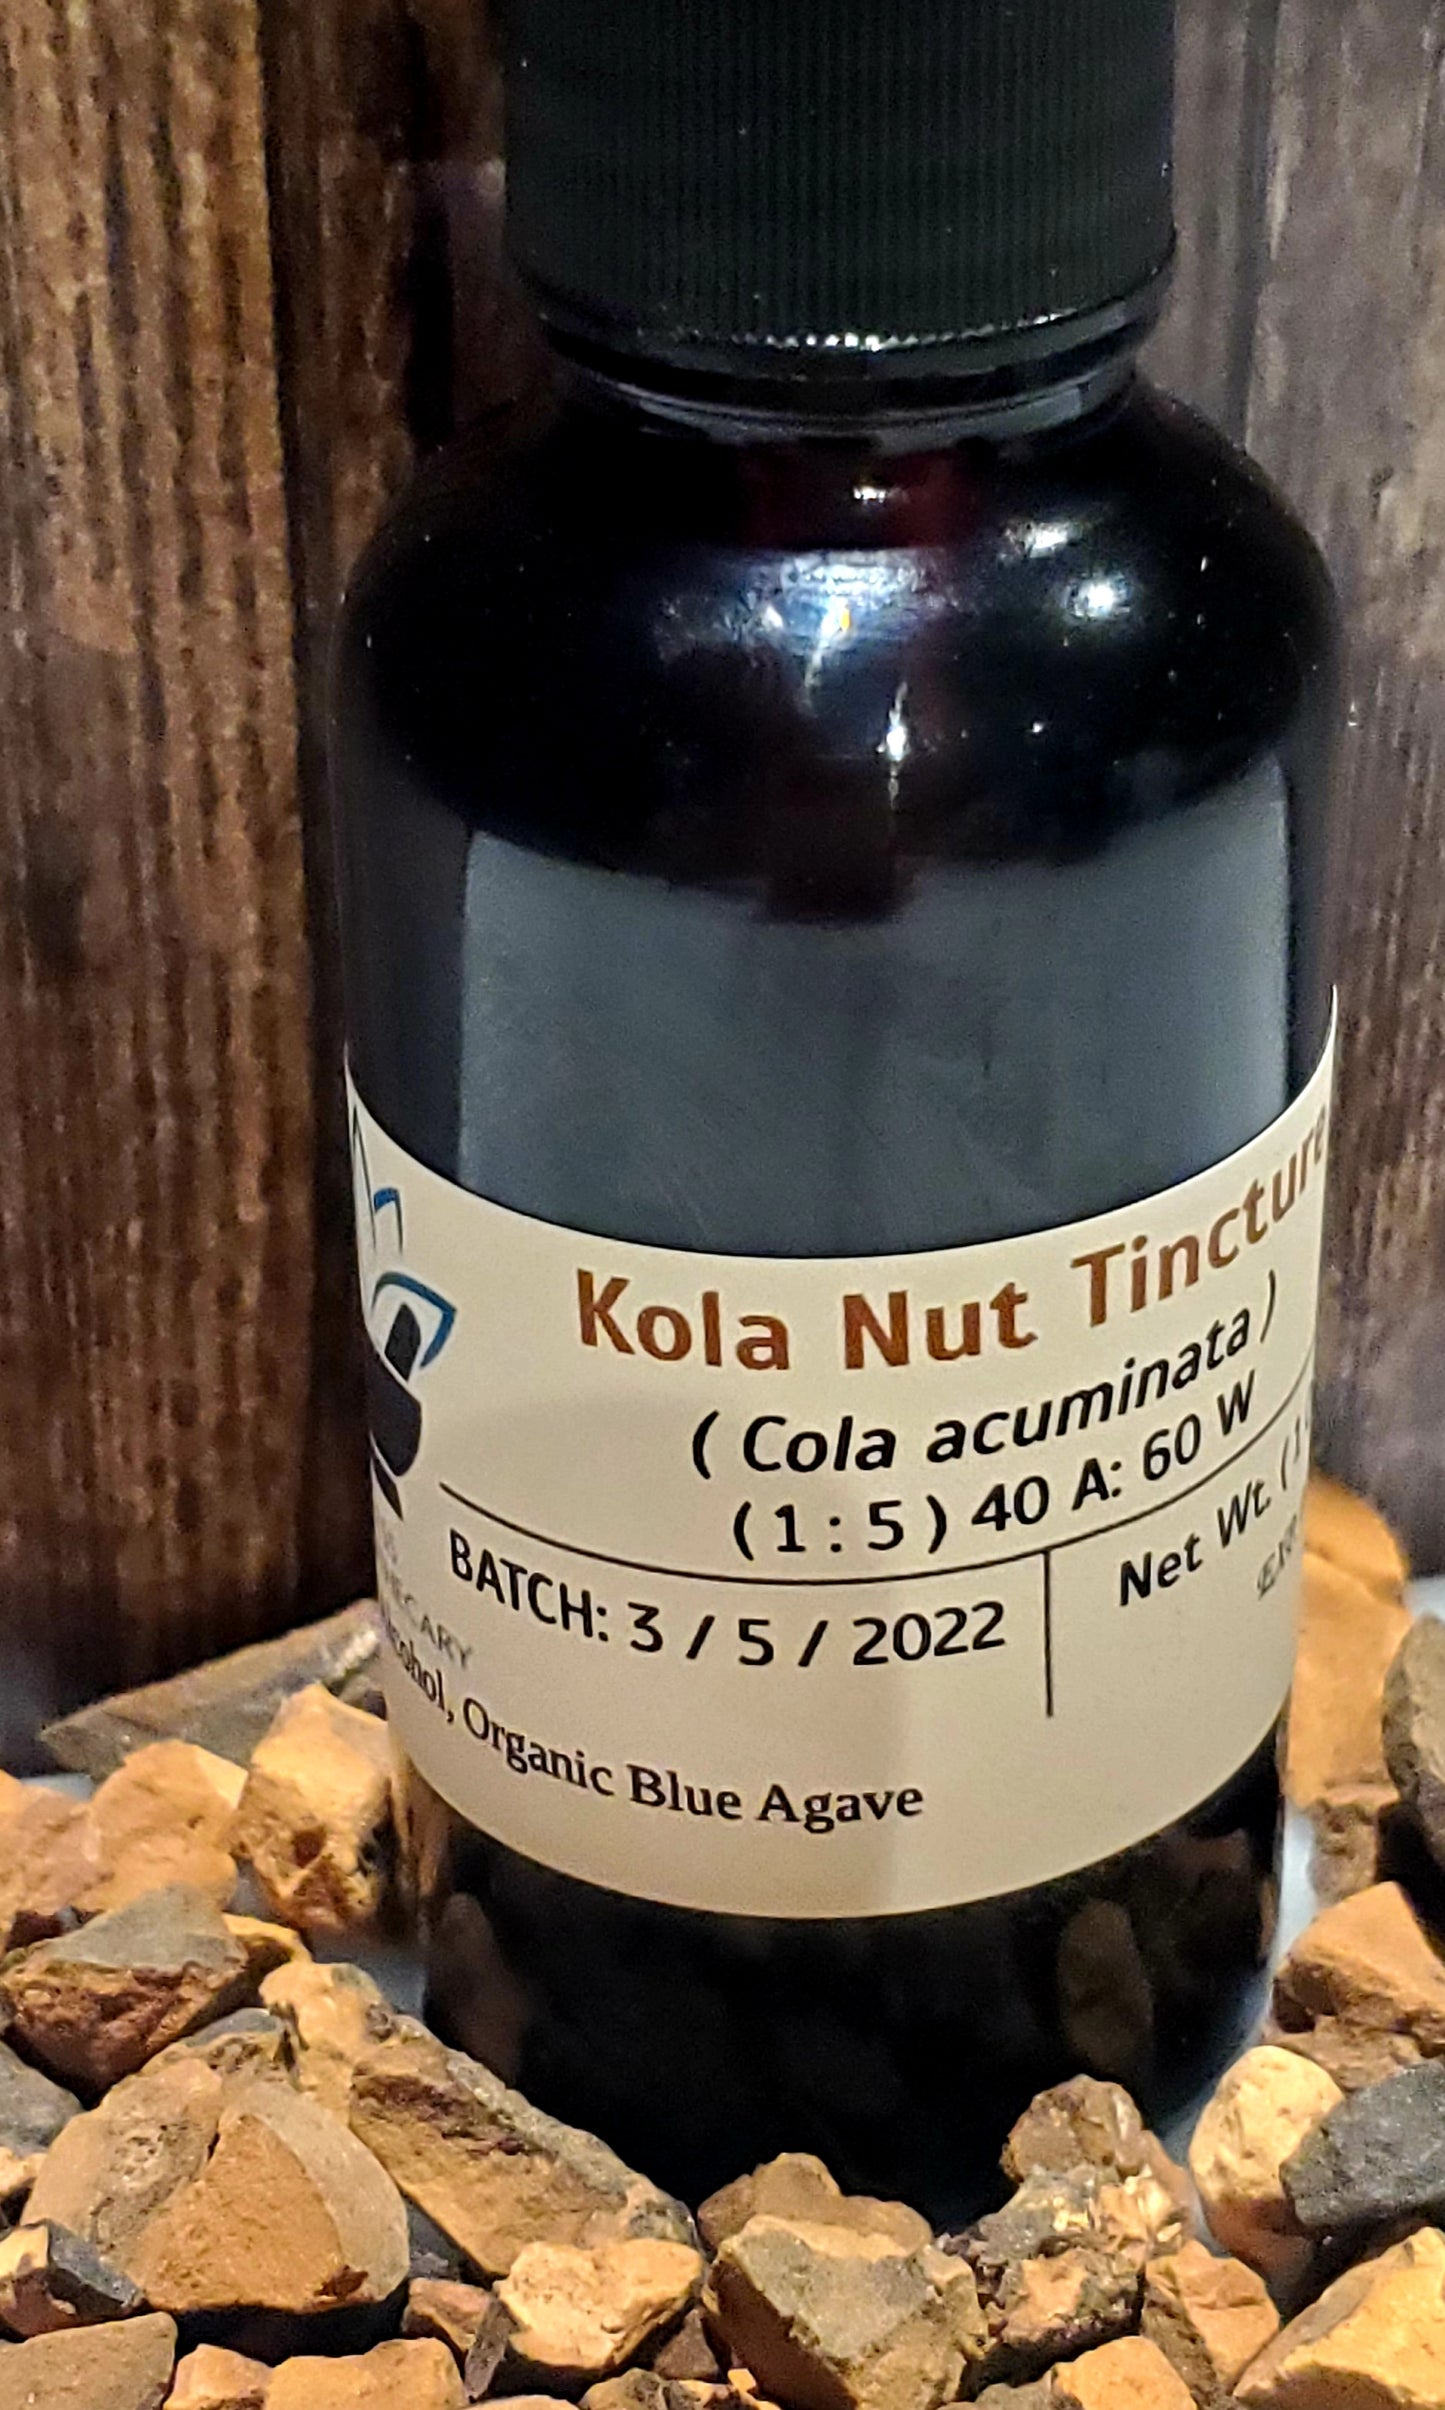 Kola Nut Tincture
( Cola acuminata )
( 1 : 5 ) 40 A: 60 W
BATCH: 3 / 5 / 2022
Net Wt.
Organic Blue Agave